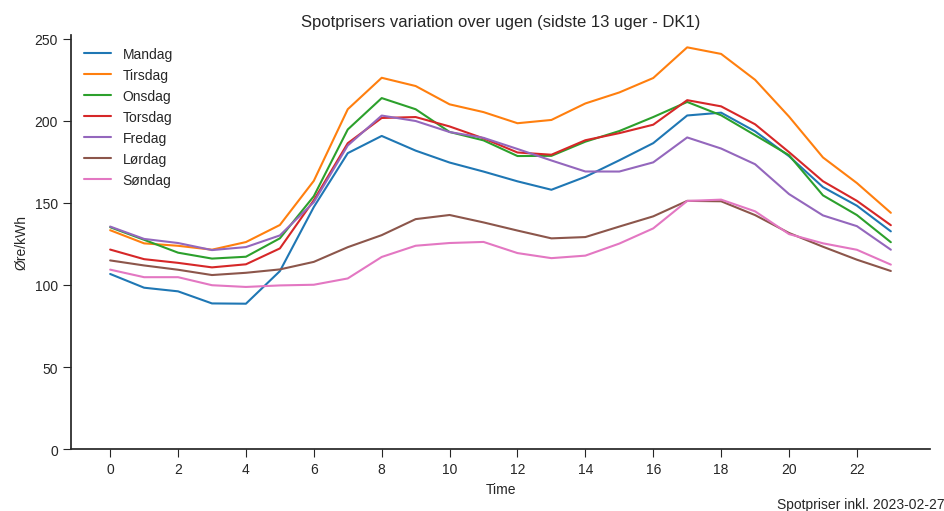 Spotprisers variation over ugen (sidste 13 uger - DK1)
250
200
150
100
50
0
Øre/kWh
Mandag
Tirsdag
Onsdag
Torsdag
Fredag
Lørdag
Søndag
0 2 4 6 8 10 12 14 16 18 20 22
Time
Spotpriser inkl. 2023-02-27